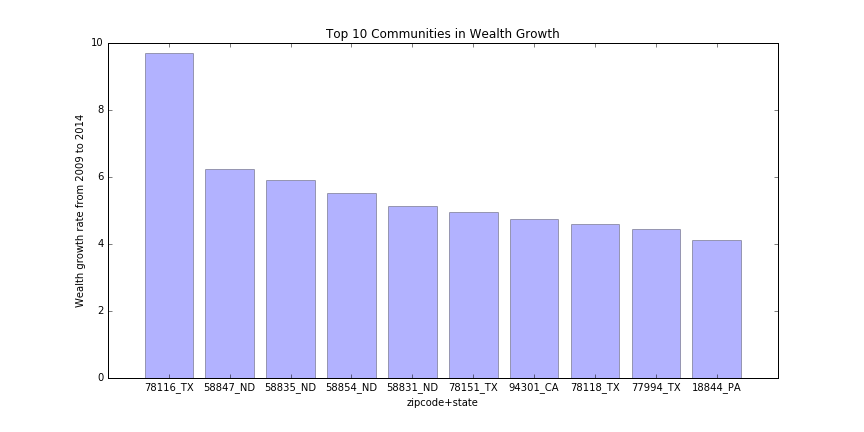 Top 10 Communities in Wealth Growth
10
8
6
4
2
0
Wealth growth rate from 2009 to 2014
78116_TX 58847_ND 58835_ND 58854_ND 58831_ND 78151_TX 94301_CA 78118_TX 77994_TX 18844_PA
zipcode+state